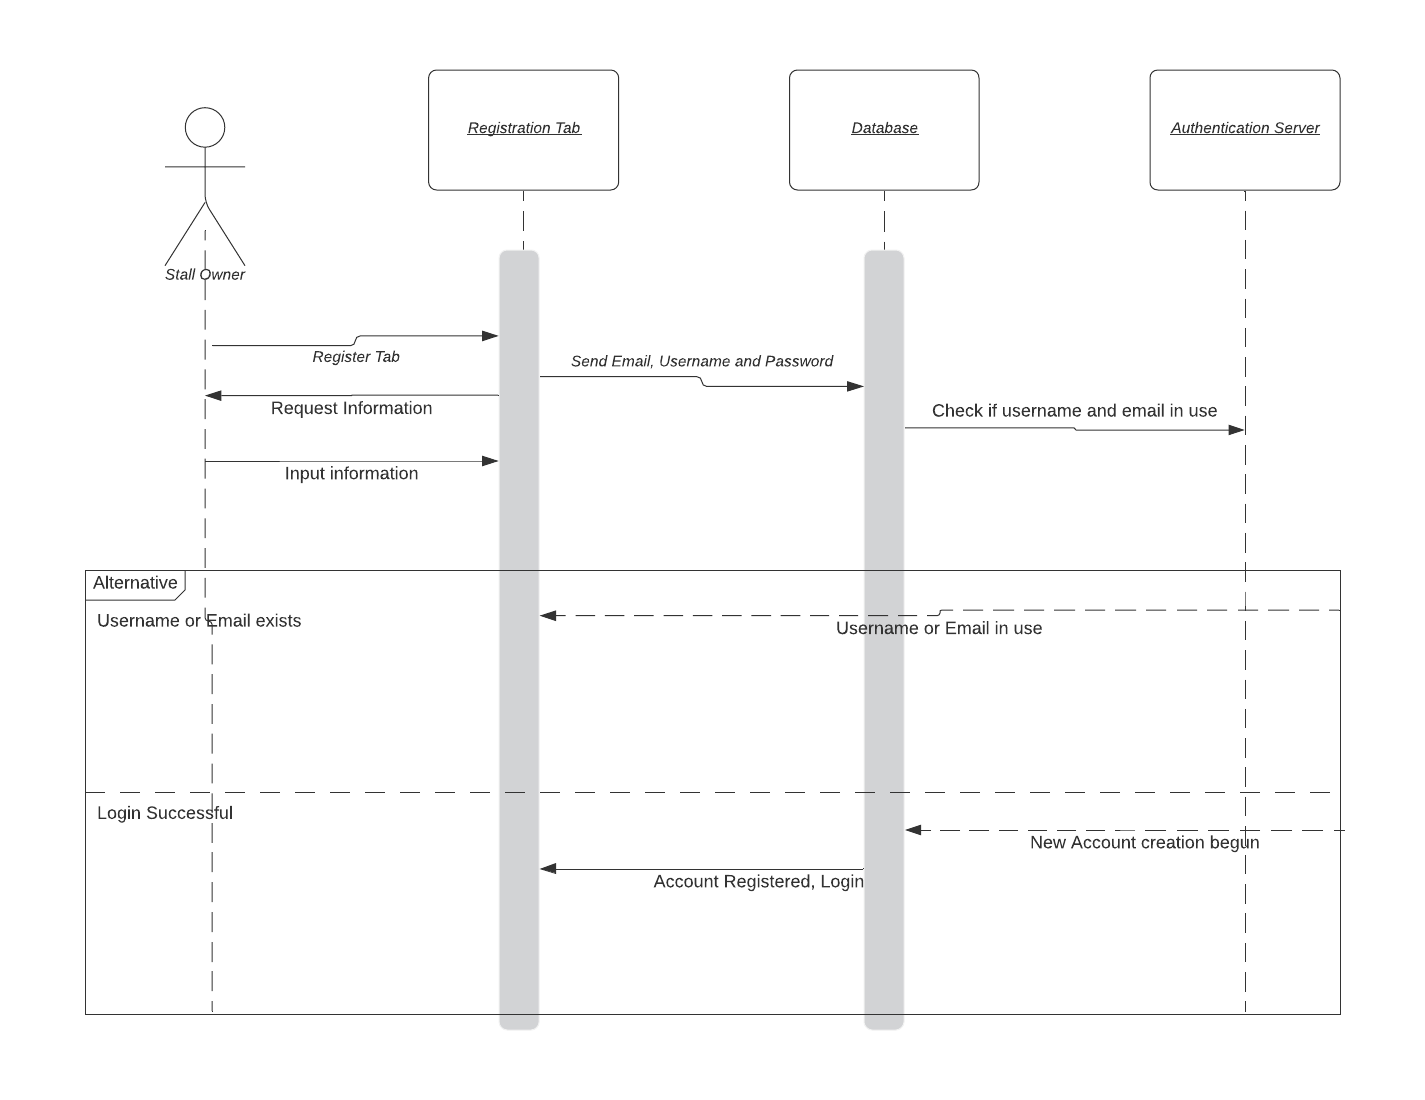 Registration Tab
Database
Authentication Server
Stall Owner
Register Tab
Send Email, Username and Password
Request Information
Check if username and email in use
Input information
Alternative
Username or Email exists
Username or Email in use
Login Successful
New Account creation begun
Account Registered, Login